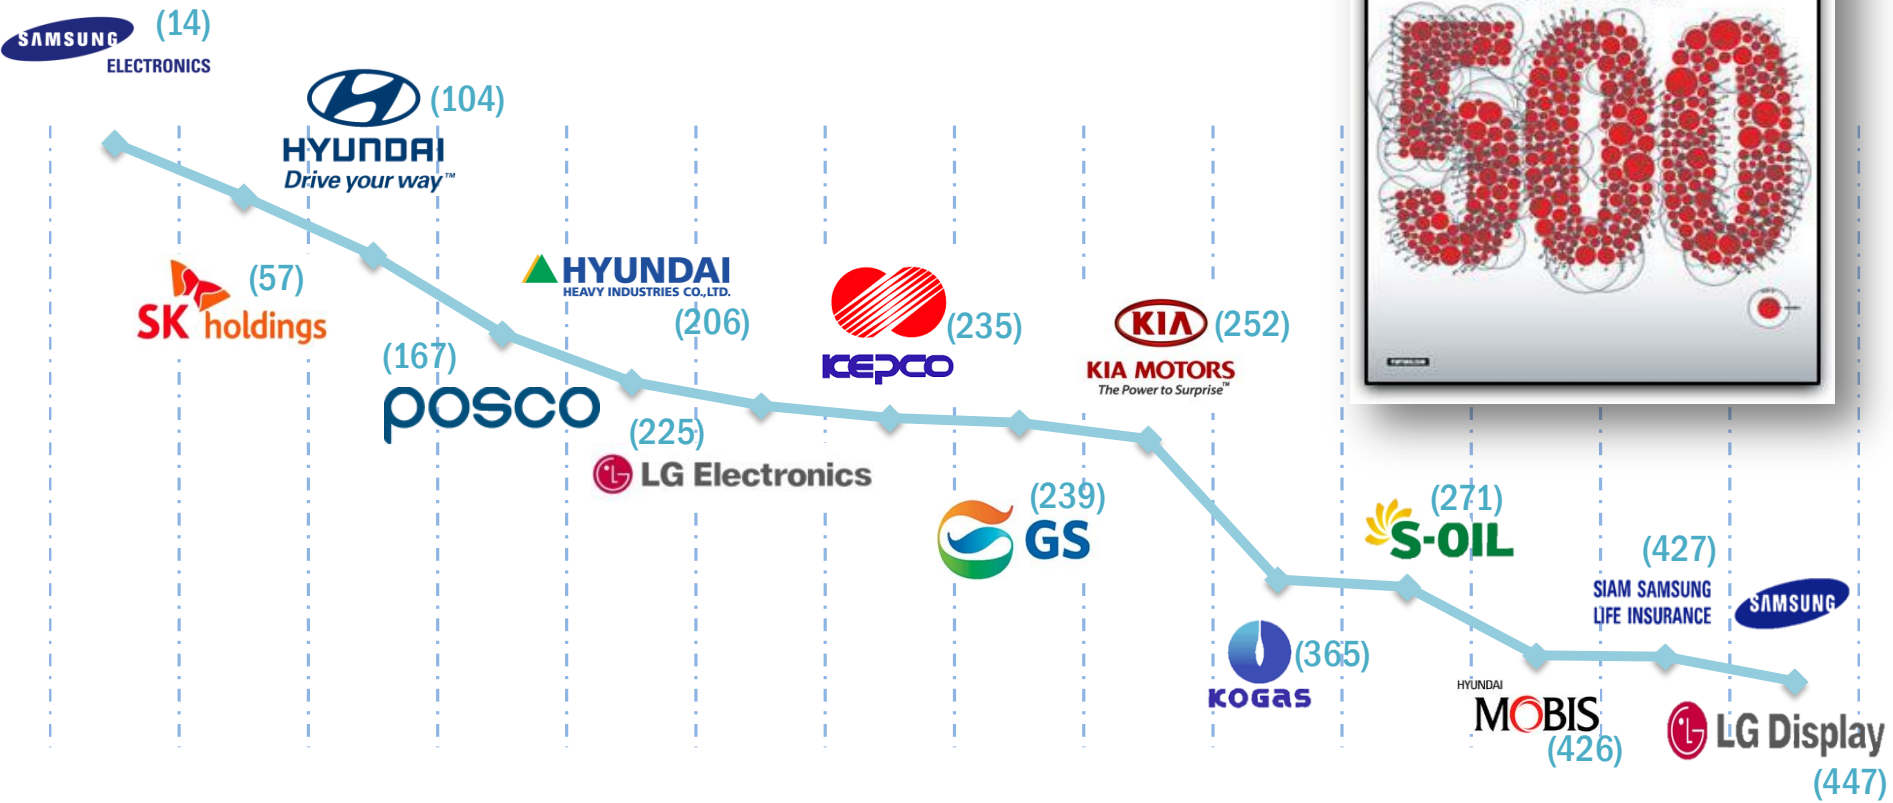 SAMSUNG
(14)
ELECTRONICS
500
(104)
HYUNDAI
Drive your way™
(57)
SK holdings
HYUNDAI
HEAVY INDUSTRIES CO.,LTD.
(206)
(167)
posco
(225)
LG Electronics
(235)
KEPCO
KIA
(252)
KIA MOTORS
The Power to Surprise™
(239)
GS
(271)
S-OIL
(365)
KOGAS
(427)
SIAM SAMSUNG
LIFE INSURANCE
SAMSUNG
HYUNDAI
MOBIS
(426)
LG Display
(447)